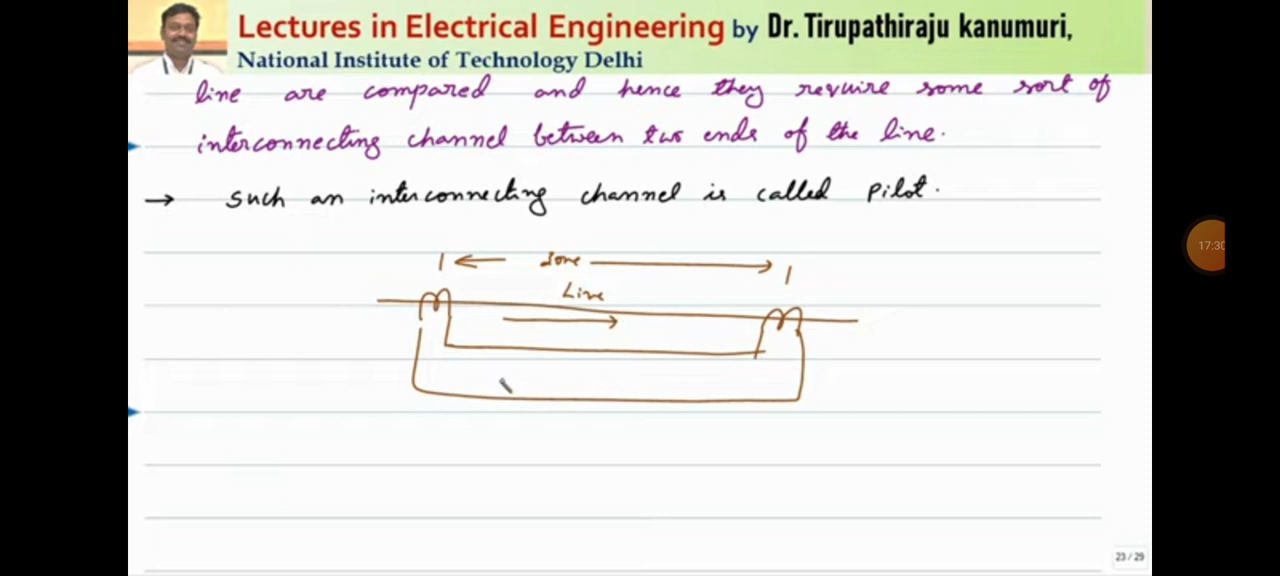 Lectures in Electrical Engineering by Dr. Tirupathiraju kanumuri,
National Institute of Technology Delhi
line are compared and hence they require some sort of
interconnecting channel between two ends of the line.
→ Such an interconnecting channel is called pilot.
zone
Line
17:30
23 / 29